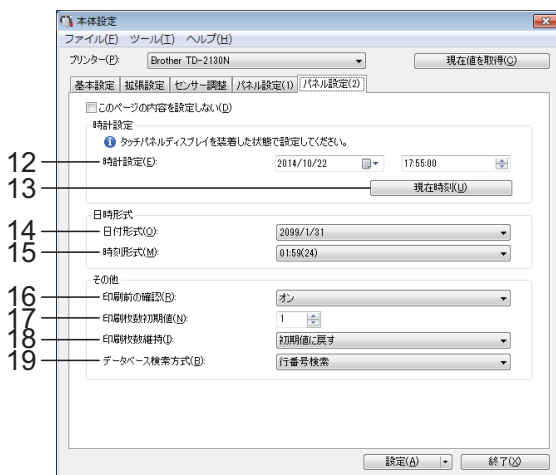 本体設定
ファイル(F) ツール(T) ヘルプ(H)
プリンター(P): Brother TD-2130N 現在値を取得(C)
基本設定 拡張設定 センサー調整 パネル設定(1) パネル設定(2)
このページの内容を設定しない(D)
時計設定
タッチパネルディスプレイを装着した状態で設定してください。
12 時計設定(E): 2014/10/22 17:55:00
13 現在時刻(U)
日時形式
14 日付形式(O): 2099/1/31
15 時刻形式(M): 01:59(24)
その他
16 印刷前の確認(R): オン
17 印刷枚数初期値(N): 1
18 印刷枚数維持(I): 初期値に戻す
19 データベース検索方式(B): 行番号検索
設定(A) 終了(X)